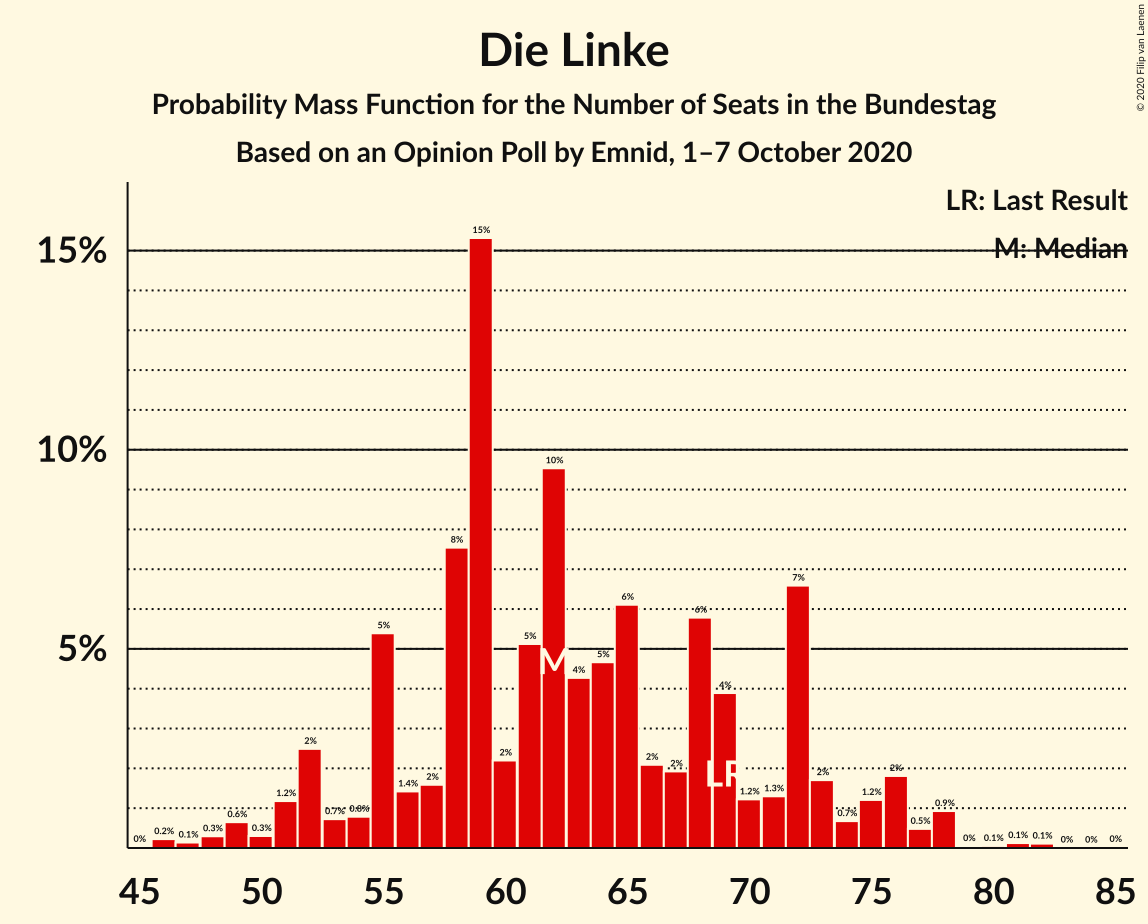 Die Linke
Probability Mass Function for the Number of Seats in the Bundestag
Based on an Opinion Poll by Emnid, 1–7 October 2020
© 2020 Filip van Laenen
LR: Last Result
M: Median
15%
10%
5%
0% 0.2% 0.1% 0.3% 0.6% 0.3% 1.2% 2% 0.7% 0.8% 5% 1.4% 2% 8% 15% 2% 5% 10% 4% 5% 6% 2% 2% 6% 4% 1.2% 1.3% 7% 2% 0.7% 1.2% 2% 0.5% 0.9% 0% 0.1% 0.1% 0.1% 0% 0% 0%
M
LR
45 50 55 60 65 70 75 80 85